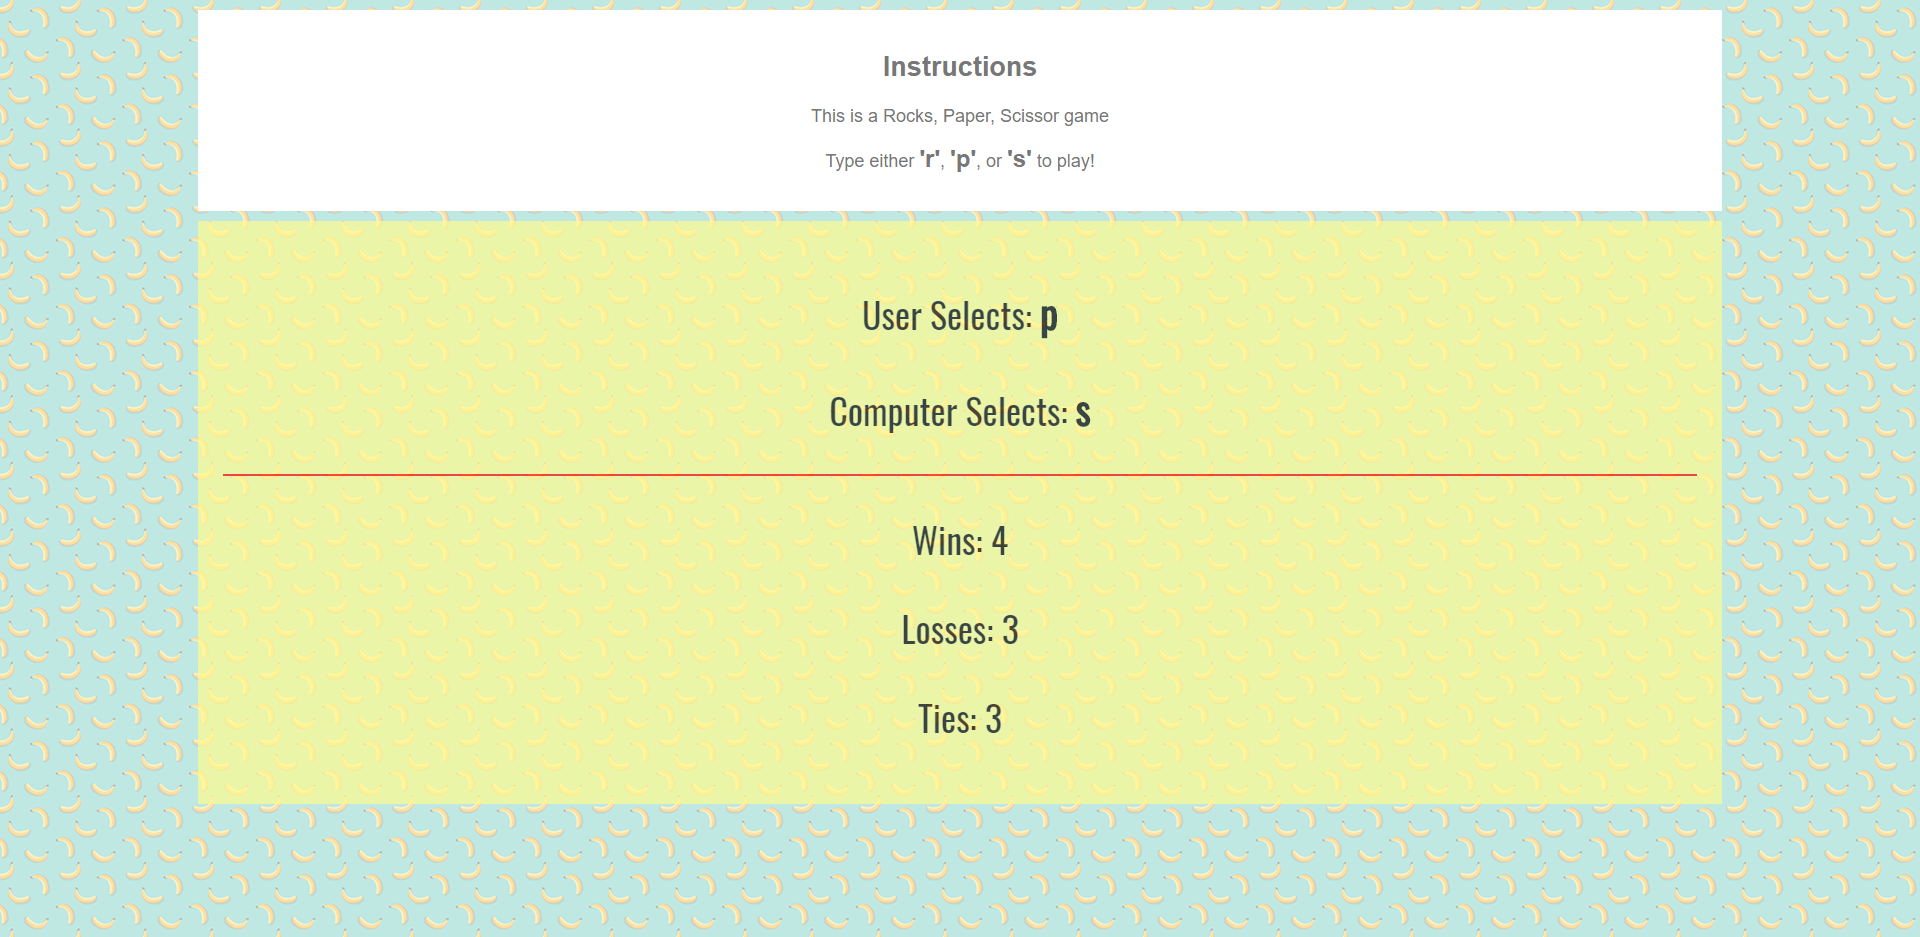 Instructions
This is a Rocks, Paper, Scissor game
Type either 'r', 'p', or 's' to play!
User Selects: p
Computer Selects: s
Wins: 4
Losses: 3
Ties: 3